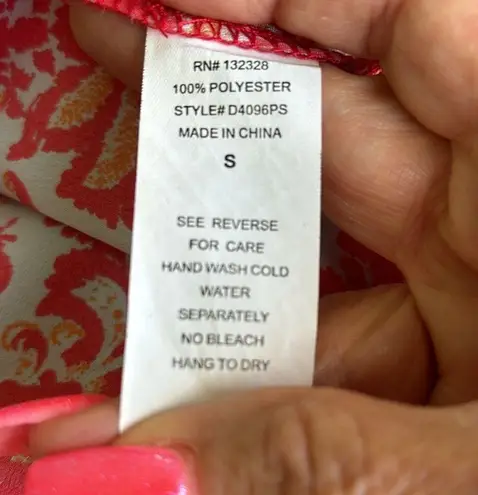 RN# 132328
100% POLYESTER
STYLE# D4096PS
MADE IN CHINA
S
SEE REVERSE
FOR CARE
HAND WASH COLD
WATER
SEPARATELY
NO BLEACH
HANG TO DRY